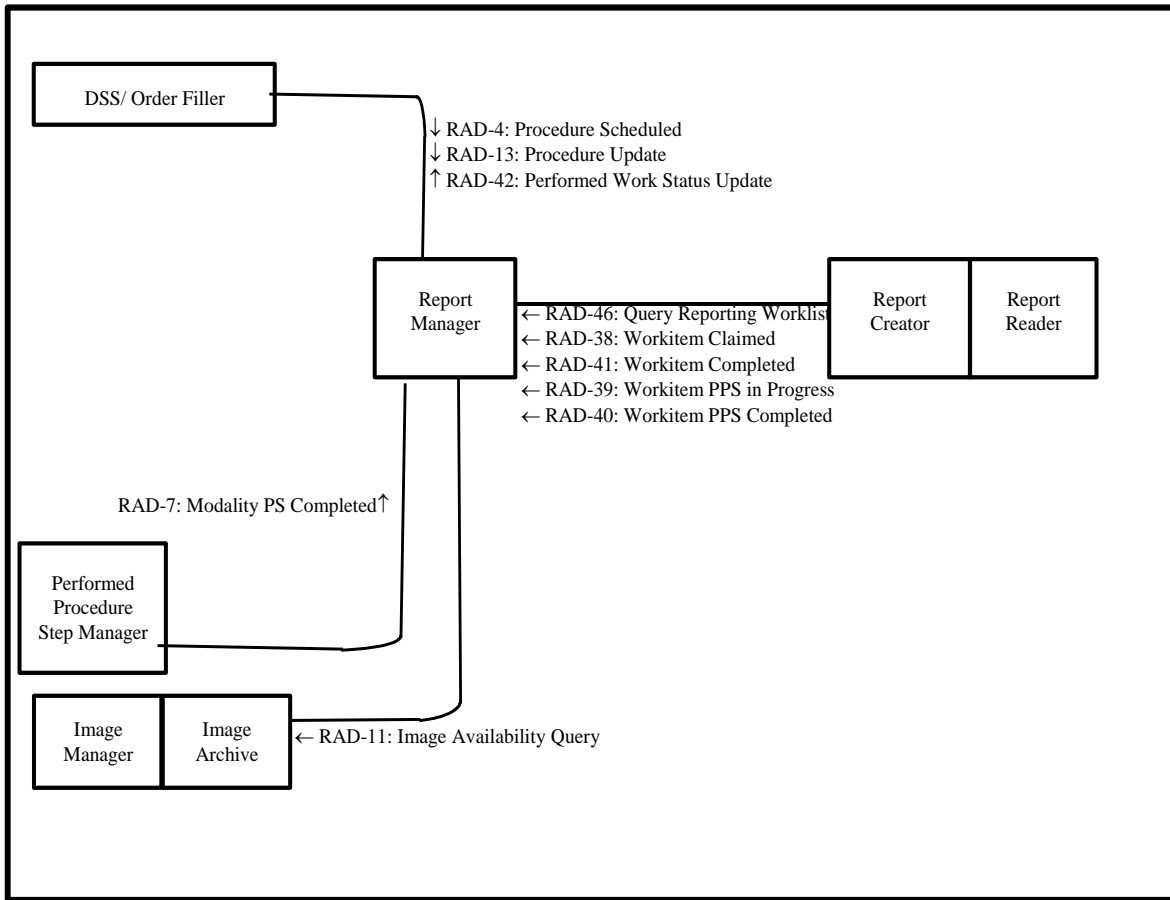 DSS/ Order Filler
↓ RAD-4: Procedure Scheduled
↓ RAD-13: Procedure Update
↑ RAD-42: Performed Work Status Update
Report
Manager
Report
Creator
Report
Reader
← RAD-46: Query Reporting Worklist
← RAD-38: Workitem Claimed
← RAD-41: Workitem Completed
← RAD-39: Workitem PPS in Progress
← RAD-40: Workitem PPS Completed
RAD-7: Modality PS Completed↑
Performed
Procedure
Step Manager
Image
Manager
Image
Archive
← RAD-11: Image Availability Query